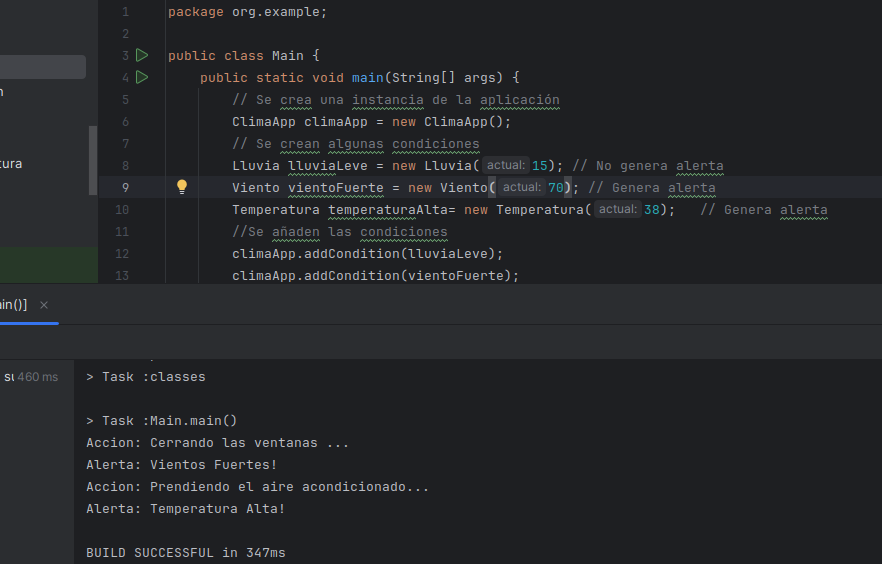 1 package org.example;
2
3 public class Main {
4 public static void main(String[] args) {
5 // Se crea una instancia de la aplicación
6 ClimaApp climaApp = new ClimaApp();
7 // Se crean algunas condiciones
8 Lluvia lluviaLeve = new Lluvia( actual: 15); // No genera alerta
9 Viento vientoFuerte = new Viento( actual: 70); // Genera alerta
10 Temperatura temperaturaAlta= new Temperatura( actual: 38); // Genera alerta
11 //Se añaden las condiciones
12 climaApp.addCondition(lluviaLeve);
13 climaApp.addCondition(vientoFuerte);
tura
in()] ×
460 ms
> Task :classes
> Task :Main.main()
Accion: Cerrando las ventanas ...
Alerta: Vientos Fuertes!
Accion: Prendiendo el aire acondicionado...
Alerta: Temperatura Alta!
BUILD SUCCESSFUL in 347ms